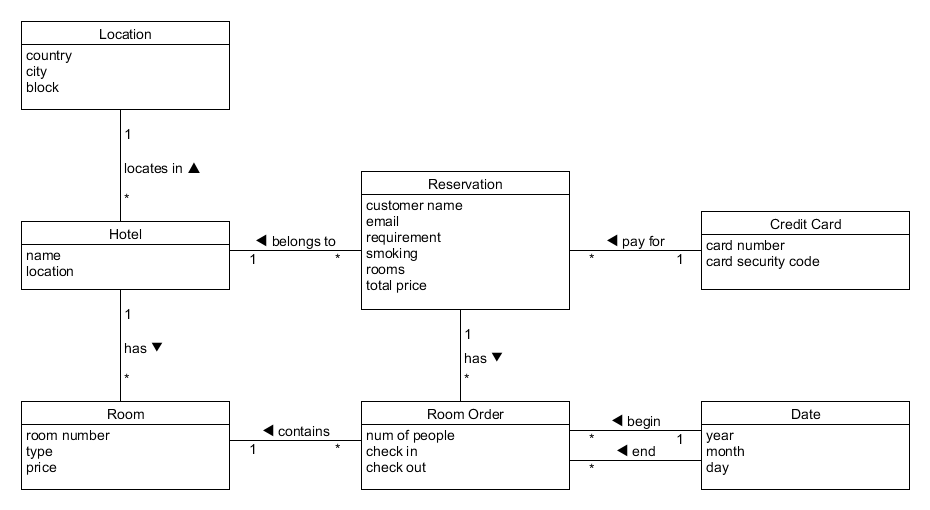 Location
country
city
block
1
locates in ▲
*
Hotel
name
location
◀ belongs to
1 *
Reservation
customer name
email
requirement
smoking
rooms
total price
◀ pay for
* 1
Credit Card
card number
card security code
1
has ▼
*
1
has ▼
*
Room
room number
type
price
◀ contains
1 *
Room Order
num of people
check in
check out
◀ begin
* 1
◀ end
*
Date
year
month
day